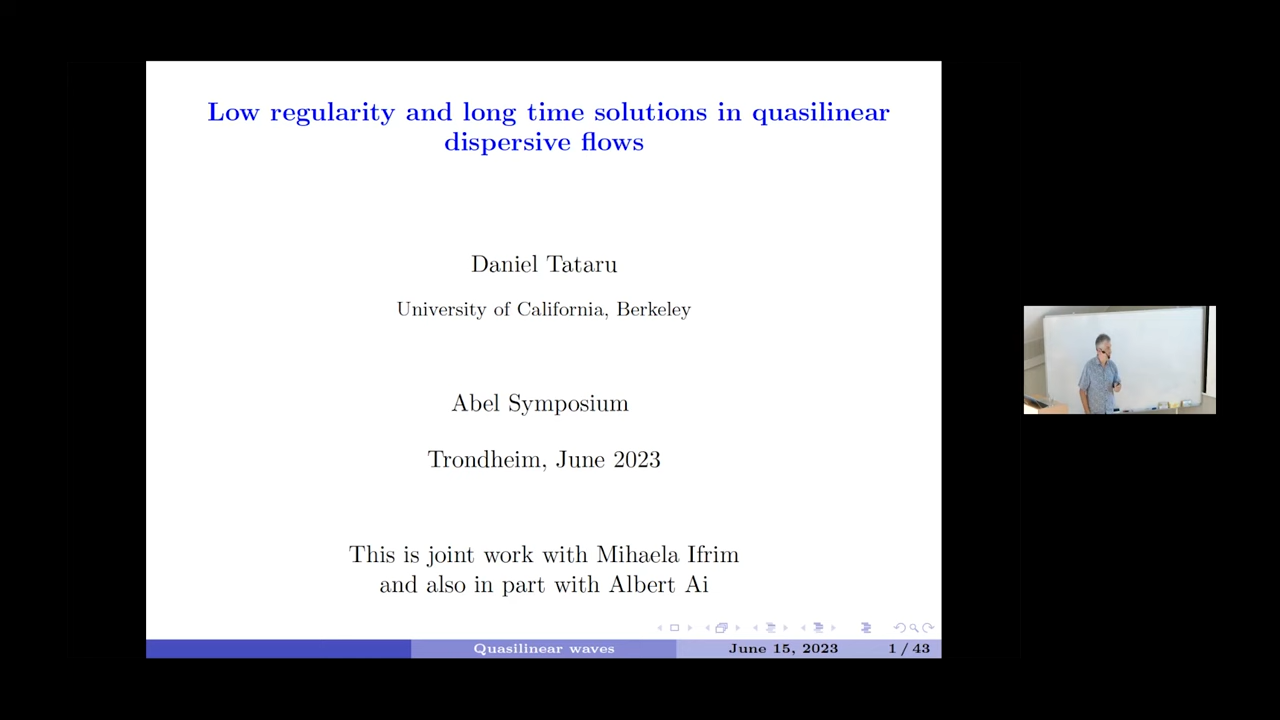 Low regularity and long time solutions in quasilinear
dispersive flows
Daniel Tataru
University of California, Berkeley
Abel Symposium
Trondheim, June 2023
This is joint work with Mihaela Ifrim
and also in part with Albert Ai
Quasilinear waves June 15, 2023 1 / 43